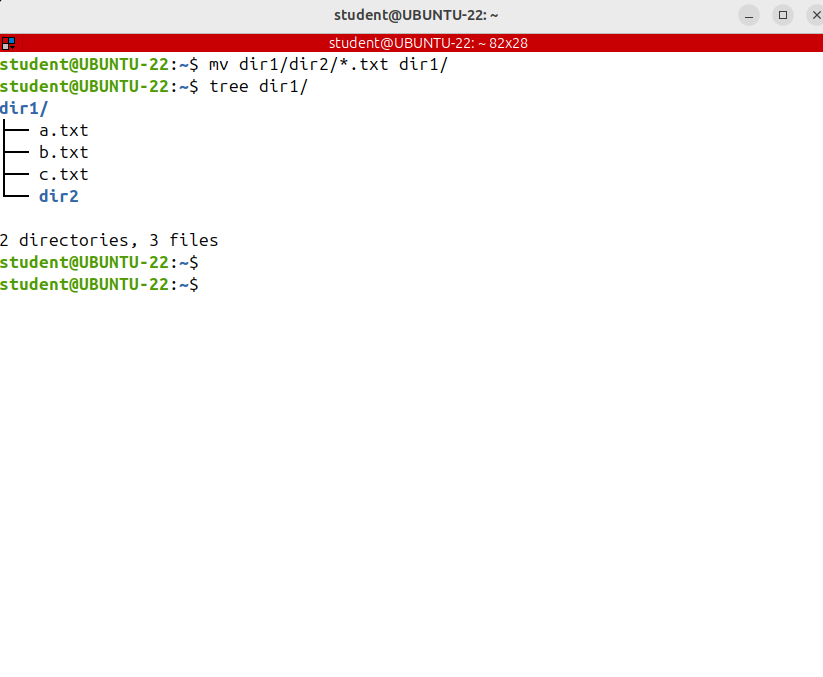 student@UBUNTU-22: ~
student@UBUNTU-22: ~ 82x28
student@UBUNTU-22:~$ mv dir1/dir2/*.txt dir1/
student@UBUNTU-22:~$ tree dir1/
dir1/
├── a.txt
├── b.txt
├── c.txt
└── dir2
2 directories, 3 files
student@UBUNTU-22:~$
student@UBUNTU-22:~$